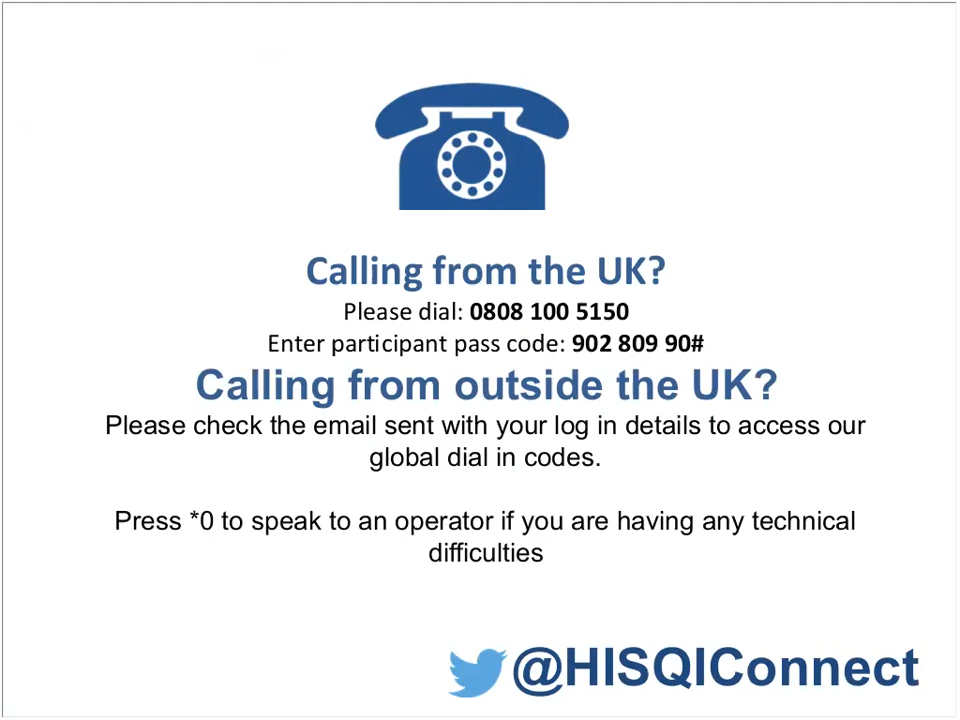 Calling from the UK?
Please dial: 0808 100 5150
Enter participant pass code: 902 809 90#
Calling from outside the UK?
Please check the email sent with your log in details to access our
global dial in codes.
Press *0 to speak to an operator if you are having any technical
difficulties
@HISQIConnect